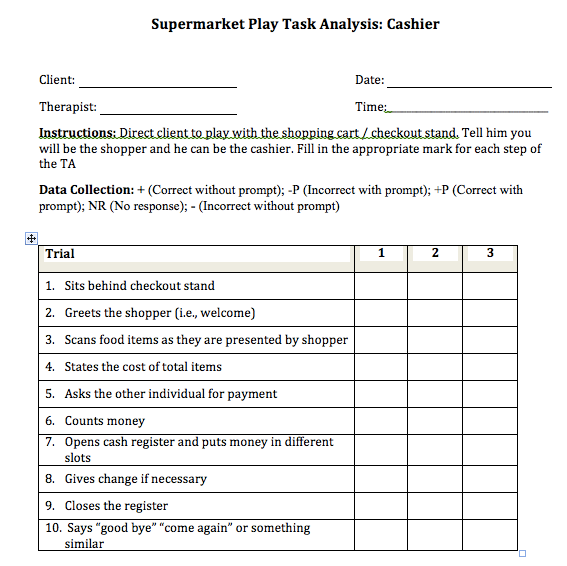 Supermarket Play Task Analysis: Cashier
Client: Date:
Therapist: Time:
Instructions: Direct client to play with the shopping cart / checkout stand. Tell him you
will be the shopper and he can be the cashier. Fill in the appropriate mark for each step of
the TA
Data Collection: + (Correct without prompt); -P (Incorrect with prompt); +P (Correct with
prompt); NR (No response); - (Incorrect without prompt)
Trial 1 2 3
1. Sits behind checkout stand
2. Greets the shopper (i.e., welcome)
3. Scans food items as they are presented by shopper
4. States the cost of total items
5. Asks the other individual for payment
6. Counts money
7. Opens cash register and puts money in different
slots
8. Gives change if necessary
9. Closes the register
10. Says “good bye” “come again” or something
similar